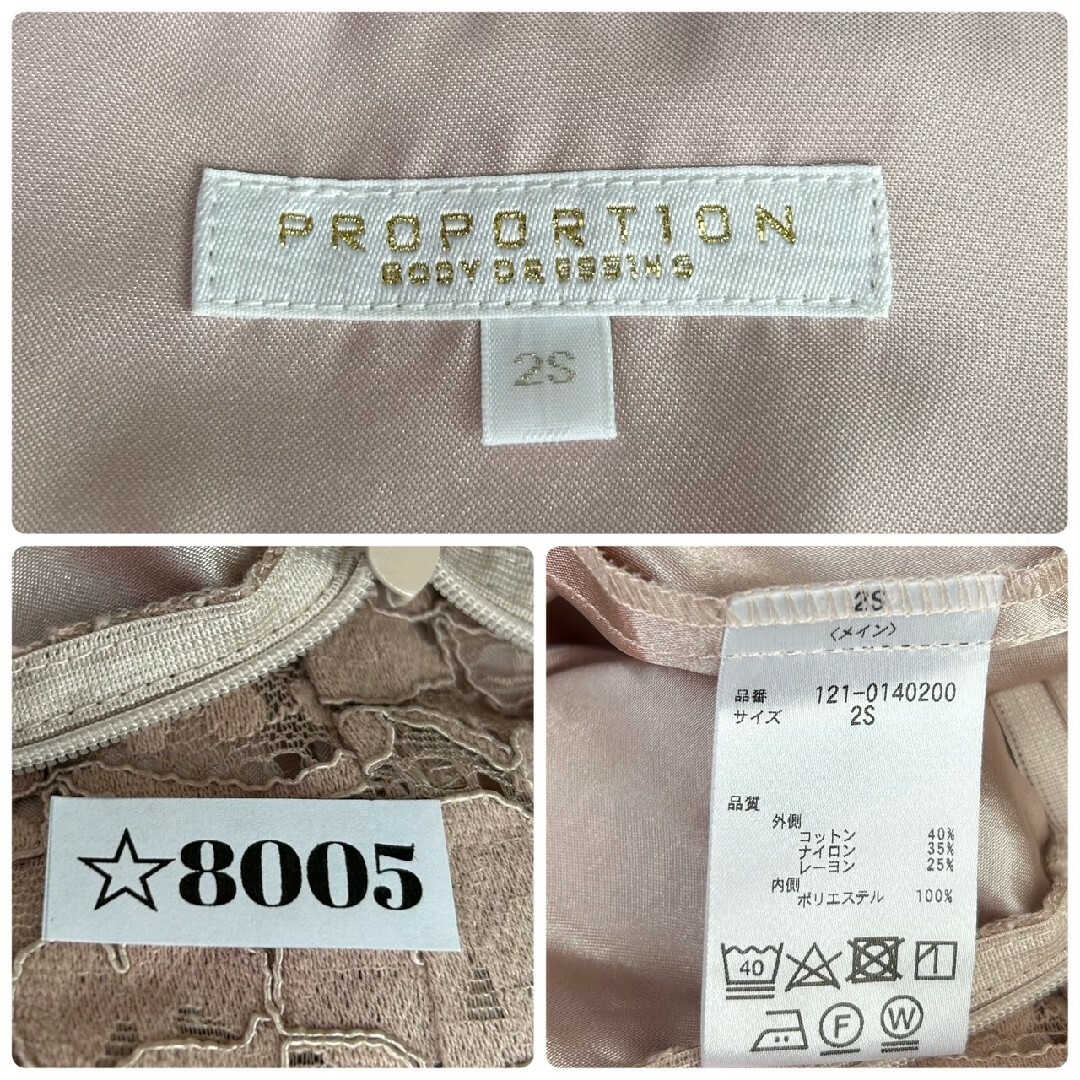 PROPORTION
BODY DRESSING
2S
☆8005
2S
〈メイン〉
品番 121-0140200
サイズ 2S
品質
外側
コットン 40%
ナイロン 35%
レーヨン 25%
内側
ポリエステル 100%
40
F
W